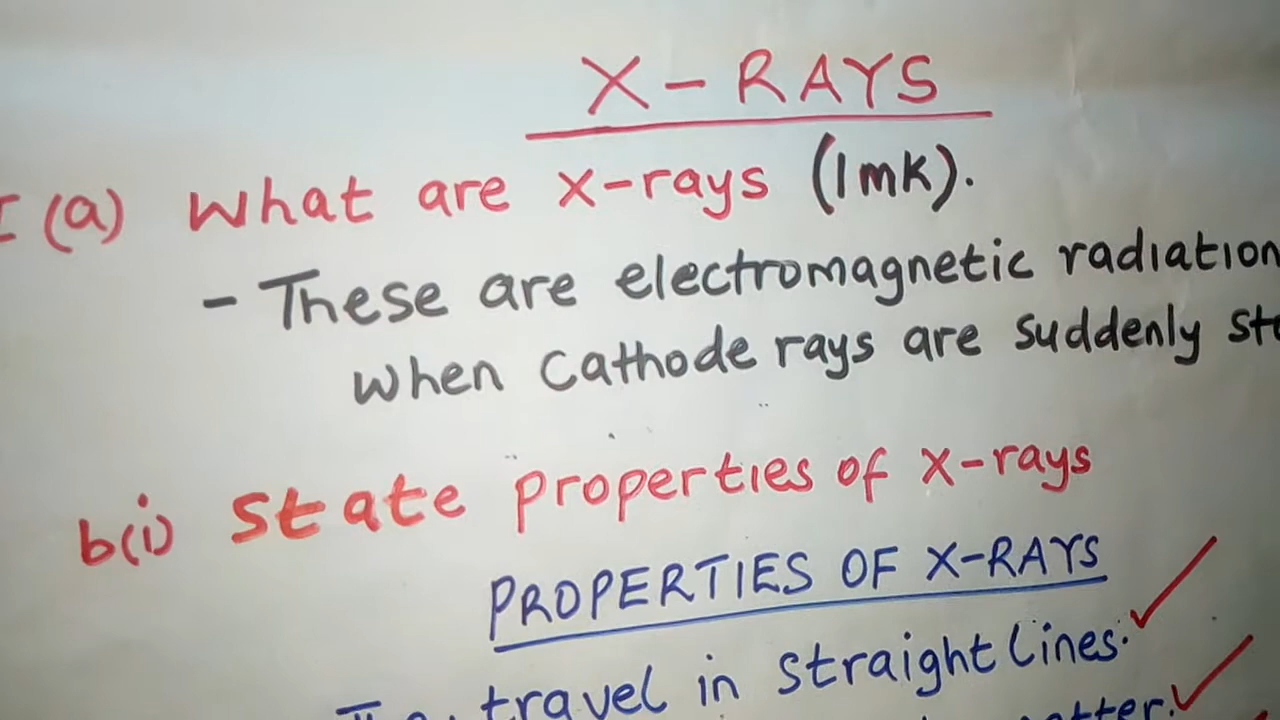 X-RAYS
(a) What are x-rays (1mk).
- These are electromagnetic radiation
when cathode rays are suddenly
b(i) State properties of x-rays
PROPERTIES OF X-RAYS
travel in straight lines.